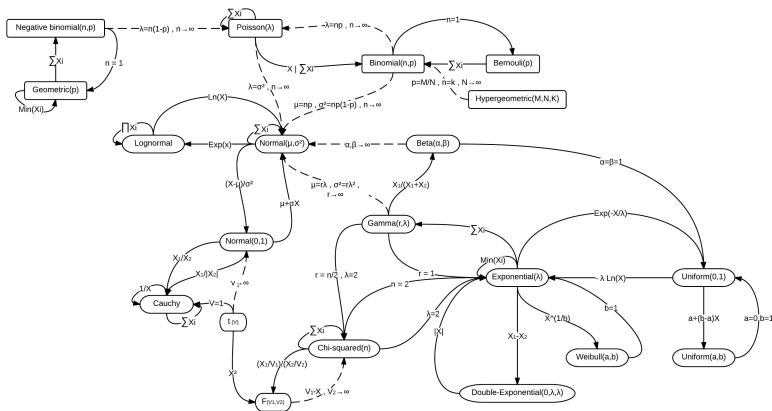 Negative binomial(n,p)
λ=n(1-p) , n→∞
∑Xi
Poisson(λ)
λ=np , n→∞
n=1
∑Xi
n = 1
X | ∑Xi
Binomial(n,p)
∑Xi
Bernouli(p)
Geometric(p)
Min(Xi)
λ=σ² , n→∞
μ=np , σ²=np(1-p) , n→∞
p=M/N , n=k , N→∞
Hypergeometric(M,N,K)
Ln(X)
∏Xi
∑Xi
Lognormal
Exp(x)
Normal(μ,σ²)
α,β→∞
Beta(α,β)
α=β=1
(X-μ)/σ²
μ+σX
μ=rλ , σ²=rλ² ,
r→∞
X₁/(X₁+X₂)
Gamma(r,λ)
∑Xi
Exp(-X/λ)
Normal(0,1)
X₁/X₂
X₁/|X₂|
Min(Xi)
r = n/2 , λ=2
r = 1
n = 2
Exponential(λ)
- λ Ln(X)
Uniform(0,1)
1/X
Cauchy
∑Xi
V=1
t (V)
∑Xi
λ=2
|X|
X^(1/b)
b=1
a+(b-a)X
a=0,b=1
X₁-X₂
Chi-squared(n)
Weibull(a,b)
Uniform(a,b)
X²
(X₁/V₁)/(X₂/V₂)
F(V1,V2)
Double-Exponential(0,λ,λ)